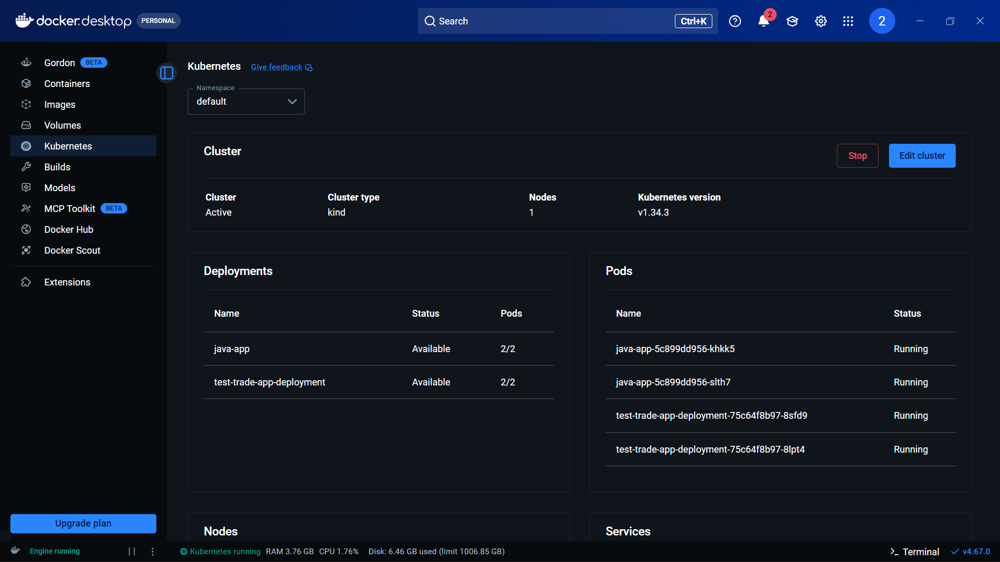 docker.desktop PERSONAL
Search Ctrl+K
2
2
Gordon BETA
Containers
Images
Volumes
Kubernetes
Builds
Models
MCP Toolkit BETA
Docker Hub
Docker Scout
Extensions
Upgrade plan
Kubernetes Give feedback
Namespace
default
Cluster
Stop Edit cluster
Cluster Cluster type Nodes Kubernetes version
Active kind 1 v1.34.3
Deployments
Name Status Pods
java-app Available 2/2
test-trade-app-deployment Available 2/2
Pods
Name Status
java-app-5c899dd956-khkk5 Running
java-app-5c899dd956-slth7 Running
test-trade-app-deployment-75c64f8b97-8sfd9 Running
test-trade-app-deployment-75c64f8b97-8lpt4 Running
Nodes
Services
Engine running
Kubernetes running RAM 3.76 GB CPU 1.76% Disk: 6.46 GB used (limit 1006.85 GB)
Terminal v4.67.0